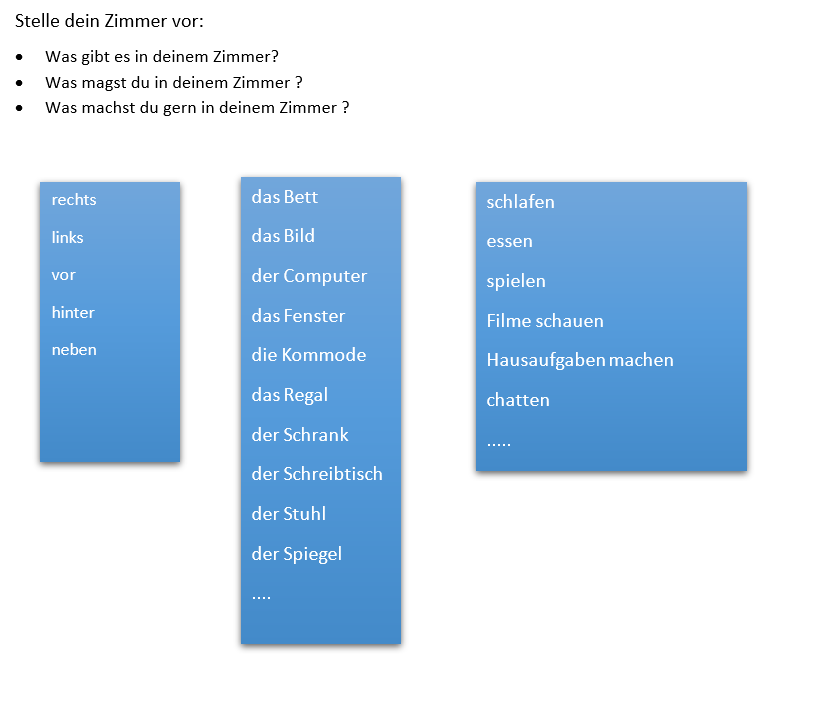 Stelle dein Zimmer vor:
• Was gibt es in deinem Zimmer?
• Was magst du in deinem Zimmer ?
• Was machst du gern in deinem Zimmer ?
rechts
links
vor
hinter
neben
das Bett
das Bild
der Computer
das Fenster
die Kommode
das Regal
der Schrank
der Schreibtisch
der Stuhl
der Spiegel
....
schlafen
essen
spielen
Filme schauen
Hausaufgaben machen
chatten
.....